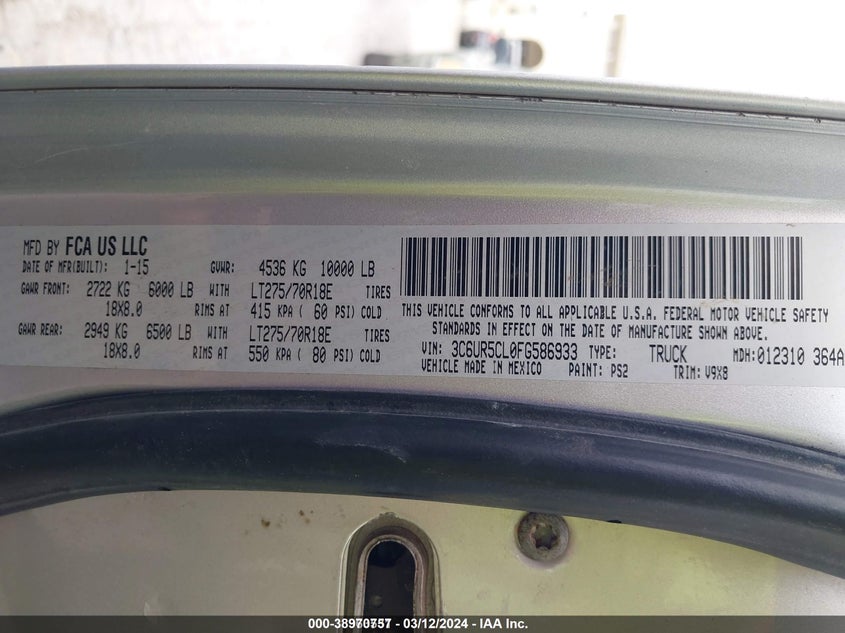 MFD BY FCA US LLC
DATE OF MFR(BUILT): 1-15 GVWR: 4536 KG 10000 LB
GAWR FRONT: 2722 KG 6000 LB WITH LT275/70R18E TIRES
18X8.0 RIMS AT 415 KPA ( 60 PSI) COLD
GAWR REAR: 2949 KG 6500 LB WITH LT275/70R18E TIRES
18X8.0 RIMS AT 550 KPA ( 80 PSI) COLD
THIS VEHICLE CONFORMS TO ALL APPLICABLE U.S.A. FEDERAL MOTOR VEHICLE SAFETY
STANDARDS IN EFFECT ON THE DATE OF MANUFACTURE SHOWN ABOVE.
VIN: 3C6UR5CL0FG586933 TYPE: TRUCK MDH: 012310 364A
VEHICLE MADE IN MEXICO PAINT: PS2 TRIM: V9X8
000-38970757 - 03/12/2024 - IAA Inc.